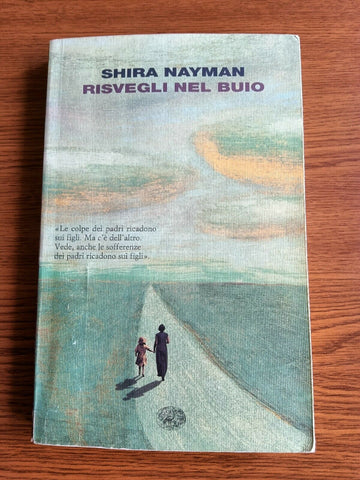 SHIRA NAYMAN
RISVEGLI NEL BUIO
«Le colpe dei padri ricadono
sui figli. Ma c'è dell'altro.
Vede, anche le sofferenze
dei padri ricadono sui figli».